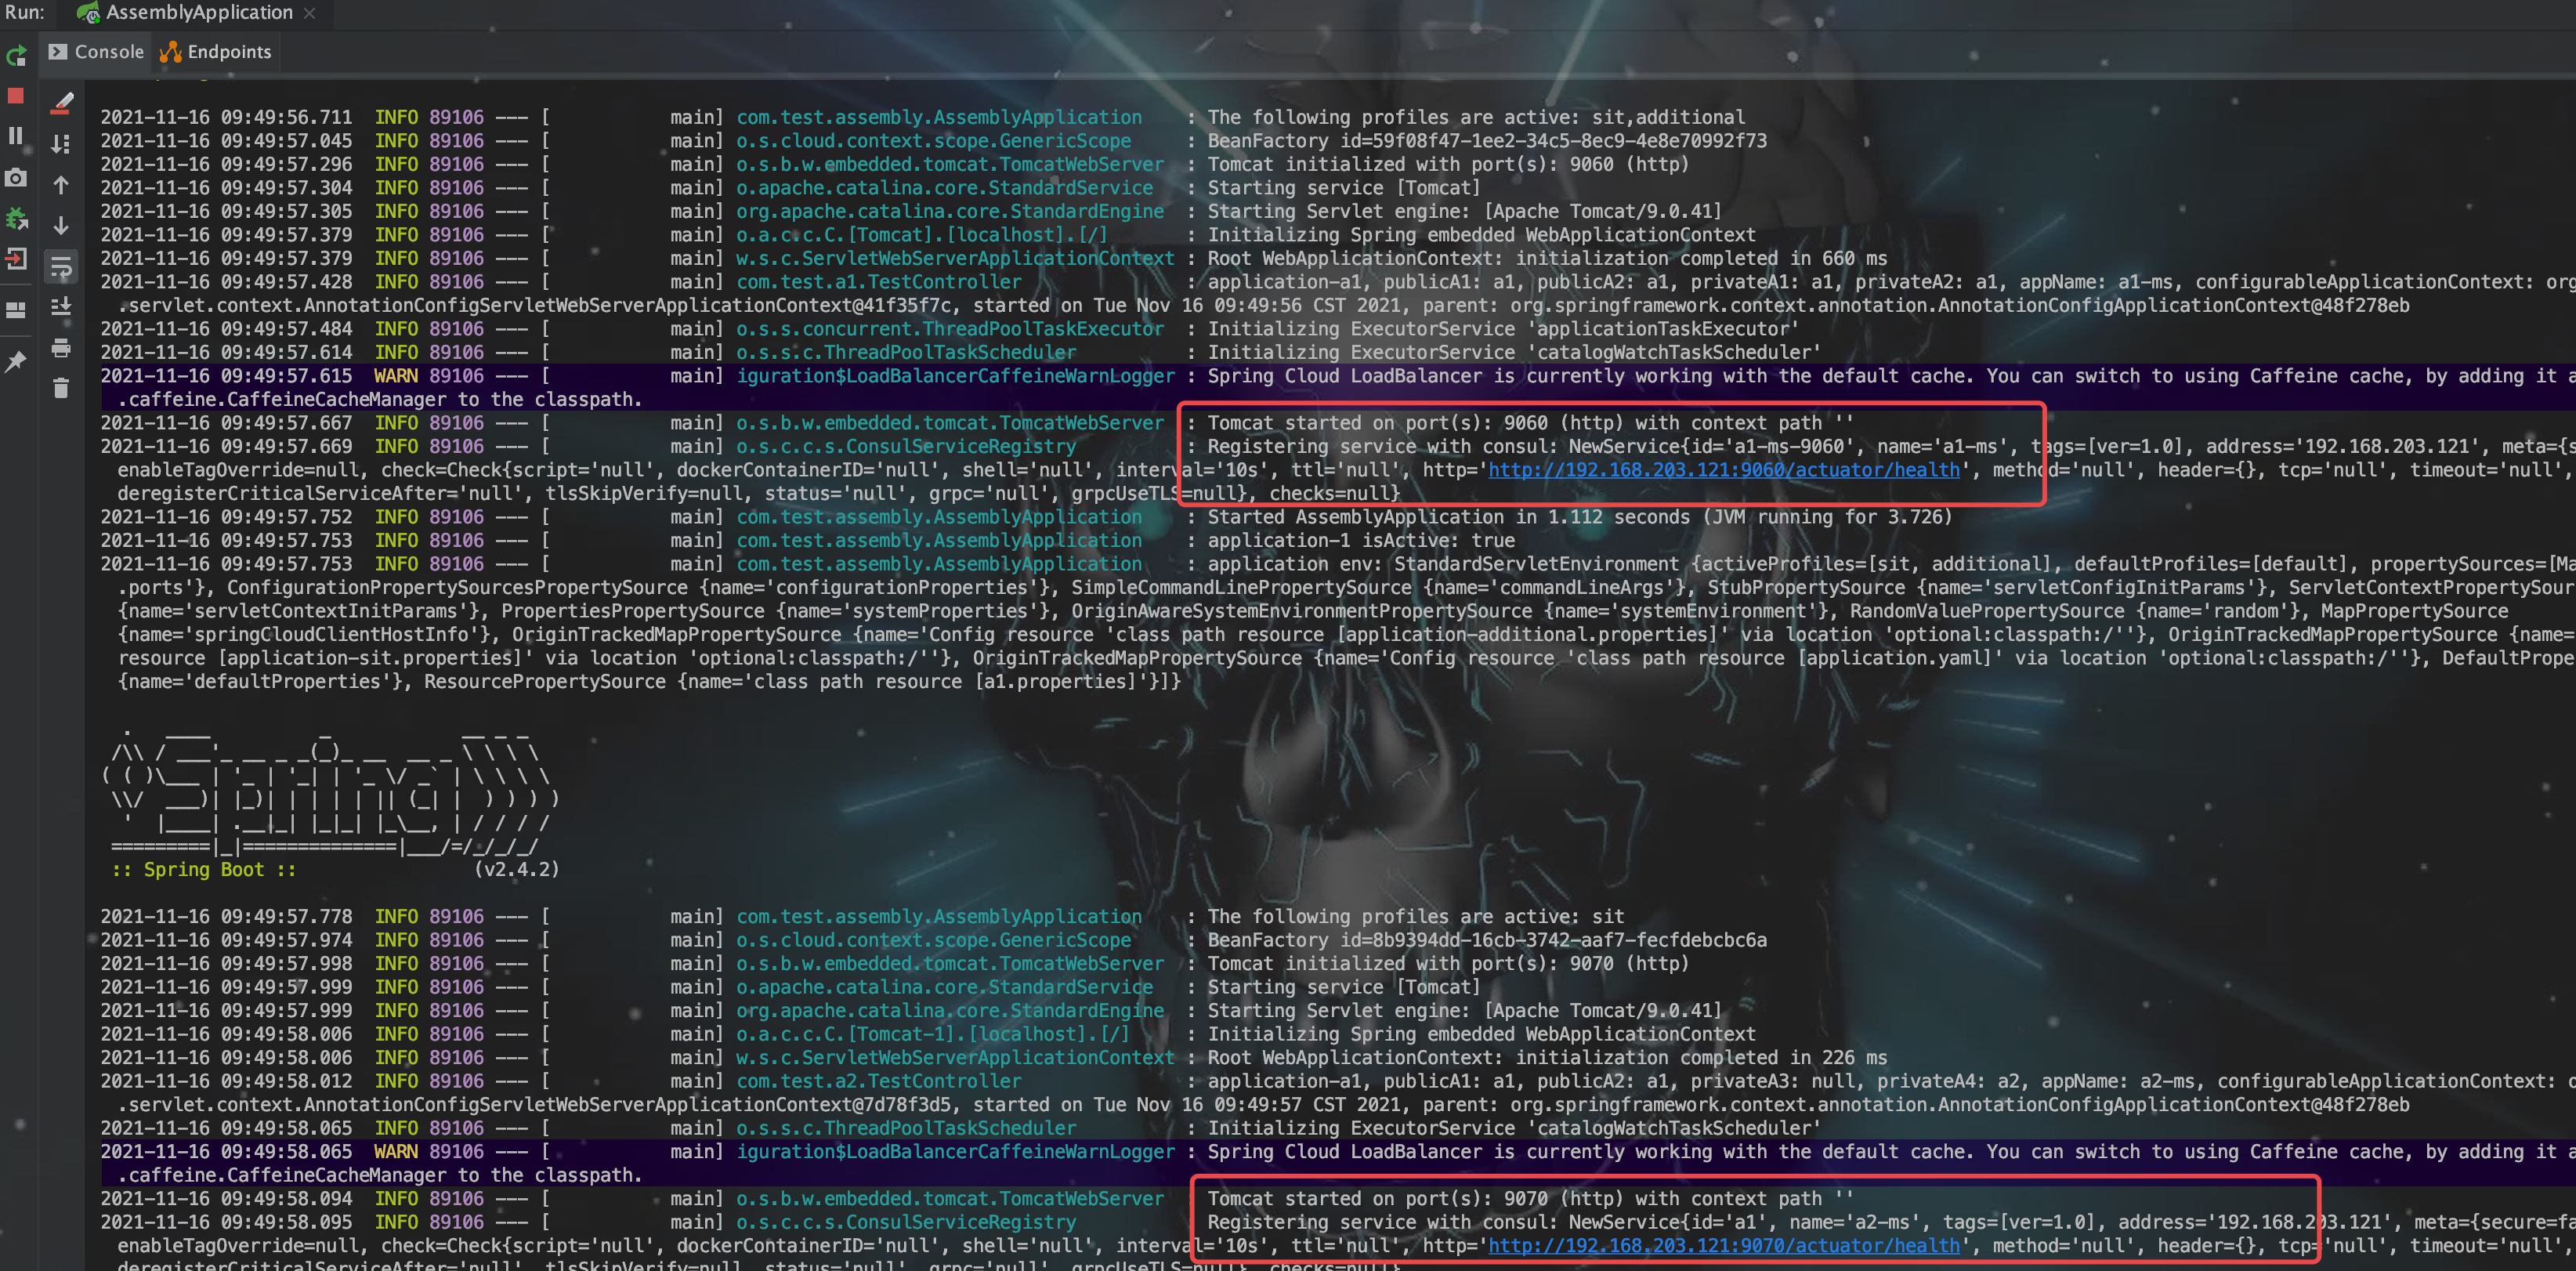 Run: AssemblyApplication ×
Console Endpoints
2021-11-16 09:49:56.711  INFO 89106 --- [           main] com.test.assembly.AssemblyApplication    : The following profiles are active: sit,additional
2021-11-16 09:49:57.045  INFO 89106 --- [           main] o.s.cloud.context.scope.GenericScope     : BeanFactory id=59f08f47-1ee2-34c5-8ec9-4e8e70992f73
2021-11-16 09:49:57.296  INFO 89106 --- [           main] o.s.b.w.embedded.tomcat.TomcatWebServer  : Tomcat initialized with port(s): 9060 (http)
2021-11-16 09:49:57.304  INFO 89106 --- [           main] o.apache.catalina.core.StandardService   : Starting service [Tomcat]
2021-11-16 09:49:57.305  INFO 89106 --- [           main] org.apache.catalina.core.StandardEngine  : Starting Servlet engine: [Apache Tomcat/9.0.41]
2021-11-16 09:49:57.379  INFO 89106 --- [           main] o.a.c.c.C.[Tomcat].[localhost].[/]       : Initializing Spring embedded WebApplicationContext
2021-11-16 09:49:57.379  INFO 89106 --- [           main] w.s.c.ServletWebServerApplicationContext : Root WebApplicationContext: initialization completed in 660 ms
2021-11-16 09:49:57.428  INFO 89106 --- [           main] com.test.a1.TestController               : application-a1, publicA1: a1, publicA2: a1, privateA1: a1, privateA2: a1, appName: a1-ms, configurableApplicationContext: org
.servlet.context.AnnotationConfigServletWebServerApplicationContext@41f35f7c, started on Tue Nov 16 09:49:56 CST 2021, parent: org.springframework.context.annotation.AnnotationConfigApplicationContext@48f278eb
2021-11-16 09:49:57.484  INFO 89106 --- [           main] o.s.s.concurrent.ThreadPoolTaskExecutor  : Initializing ExecutorService 'applicationTaskExecutor'
2021-11-16 09:49:57.614  INFO 89106 --- [           main] o.s.s.c.ThreadPoolTaskScheduler          : Initializing ExecutorService 'catalogWatchTaskScheduler'
2021-11-16 09:49:57.615  WARN 89106 --- [           main] iguration$LoadBalancerCaffeineWarnLogger : Spring Cloud LoadBalancer is currently working with the default cache. You can switch to using Caffeine cache, by adding it a
.caffeine.CaffeineCacheManager to the classpath.
2021-11-16 09:49:57.667  INFO 89106 --- [           main] o.s.b.w.embedded.tomcat.TomcatWebServer  : Tomcat started on port(s): 9060 (http) with context path ''
2021-11-16 09:49:57.669  INFO 89106 --- [           main] o.s.c.c.s.ConsulServiceRegistry          : Registering service with consul: NewService{id='a1-ms-9060', name='a1-ms', tags=[ver=1.0], address='192.168.203.121', meta={s
enableTagOverride=null, check=Check{script='null', dockerContainerID='null', shell='null', interval='10s', ttl='null', http='http://192.168.203.121:9060/actuator/health', method='null', header={}, tcp='null', timeout='null',
deregisterCriticalServiceAfter='null', tlsSkipVerify=null, status='null', grpc='null', grpcUseTLS=null}, checks=null}
2021-11-16 09:49:57.752  INFO 89106 --- [           main] com.test.assembly.AssemblyApplication    : Started AssemblyApplication in 1.112 seconds (JVM running for 3.726)
2021-11-16 09:49:57.753  INFO 89106 --- [           main] com.test.assembly.AssemblyApplication    : application-1 isActive: true
2021-11-16 09:49:57.753  INFO 89106 --- [           main] com.test.assembly.AssemblyApplication    : application env: StandardServletEnvironment {activeProfiles=[sit, additional], defaultProfiles=[default], propertySources=[Ma
.ports'}, ConfigurationPropertySourcesPropertySource {name='configurationProperties'}, SimpleCommandLinePropertySource {name='commandLineArgs'}, StubPropertySource {name='servletConfigInitParams'}, ServletContextPropertySour
{name='servletContextInitParams'}, PropertiesPropertySource {name='systemProperties'}, OriginAwareSystemEnvironmentPropertySource {name='systemEnvironment'}, RandomValuePropertySource {name='random'}, MapPropertySource
{name='springCloudClientHostInfo'}, OriginTrackedMapPropertySource {name='Config resource 'class path resource [application-additional.properties]' via location 'optional:classpath:/''}, OriginTrackedMapPropertySource {name=
resource [application-sit.properties]' via location 'optional:classpath:/''}, OriginTrackedMapPropertySource {name='Config resource 'class path resource [application.yaml]' via location 'optional:classpath:/''}, DefaultPrope
{name='defaultProperties'}, ResourcePropertySource {name='class path resource [a1.properties]'}]}
Spring
:: Spring Boot ::                (v2.4.2)
2021-11-16 09:49:57.778  INFO 89106 --- [           main] com.test.assembly.AssemblyApplication    : The following profiles are active: sit
2021-11-16 09:49:57.974  INFO 89106 --- [           main] o.s.cloud.context.scope.GenericScope     : BeanFactory id=8b9394dd-16cb-3742-aaf7-fecfdebcbc6a
2021-11-16 09:49:57.998  INFO 89106 --- [           main] o.s.b.w.embedded.tomcat.TomcatWebServer  : Tomcat initialized with port(s): 9070 (http)
2021-11-16 09:49:57.999  INFO 89106 --- [           main] o.apache.catalina.core.StandardService   : Starting service [Tomcat]
2021-11-16 09:49:57.999  INFO 89106 --- [           main] org.apache.catalina.core.StandardEngine  : Starting Servlet engine: [Apache Tomcat/9.0.41]
2021-11-16 09:49:58.006  INFO 89106 --- [           main] o.a.c.c.C.[Tomcat-1].[localhost].[/]     : Initializing Spring embedded WebApplicationContext
2021-11-16 09:49:58.006  INFO 89106 --- [           main] w.s.c.ServletWebServerApplicationContext : Root WebApplicationContext: initialization completed in 226 ms
2021-11-16 09:49:58.012  INFO 89106 --- [           main] com.test.a2.TestController               : application-a1, publicA1: a1, publicA2: a1, privateA3: null, privateA4: a2, appName: a2-ms, configurableApplicationContext: o
.servlet.context.AnnotationConfigServletWebServerApplicationContext@7d78f3d5, started on Tue Nov 16 09:49:57 CST 2021, parent: org.springframework.context.annotation.AnnotationConfigApplicationContext@48f278eb
2021-11-16 09:49:58.065  INFO 89106 --- [           main] o.s.s.c.ThreadPoolTaskScheduler          : Initializing ExecutorService 'catalogWatchTaskScheduler'
2021-11-16 09:49:58.065  WARN 89106 --- [           main] iguration$LoadBalancerCaffeineWarnLogger : Spring Cloud LoadBalancer is currently working with the default cache. You can switch to using Caffeine cache, by adding it a
.caffeine.CaffeineCacheManager to the classpath.
2021-11-16 09:49:58.094  INFO 89106 --- [           main] o.s.b.w.embedded.tomcat.TomcatWebServer  : Tomcat started on port(s): 9070 (http) with context path ''
2021-11-16 09:49:58.095  INFO 89106 --- [           main] o.s.c.c.s.ConsulServiceRegistry          : Registering service with consul: NewService{id='a1', name='a2-ms', tags=[ver=1.0], address='192.168.203.121', meta={secure=fa
enableTagOverride=null, check=Check{script='null', dockerContainerID='null', shell='null', interval='10s', ttl='null', http='http://192.168.203.121:9070/actuator/health', method='null', header={}, tcp='null', timeout='null',
deregisterCriticalServiceAfter='null', tlsSkipVerify=null, status='null', grpc='null', grpcUseTLS=null}, checks=null}